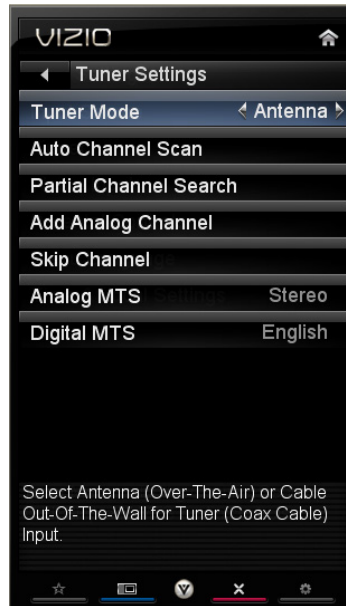 VIZIO
Tuner Settings
Tuner Mode Antenna
Auto Channel Scan
Partial Channel Search
Add Analog Channel
Skip Channel
Analog MTS Stereo
Digital MTS English
Select Antenna (Over-The-Air) or Cable
Out-Of-The-Wall for Tuner (Coax Cable)
Input.
V